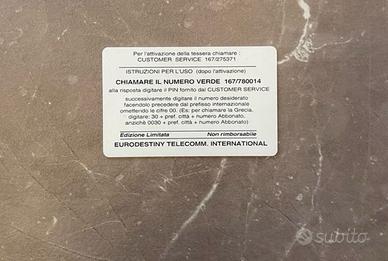 Per l'attivazione della tessera chiamare :
CUSTOMER SERVICE 167/275371
ISTRUZIONI PER L'USO (dopo l'attivazione)
CHIAMARE IL NUMERO VERDE 167/780014
alla risposta digitare il PIN fornito dal CUSTOMER SERVICE
successivamente digitare il numero desiderato
facendolo precedere dal prefisso internazionale
omettendo le cifre 00. (Es: per chiamare la Grecia,
digitare: 30 + pref. città + numero Abbonato,
anzichè 0030 + pref. città + numero Abbonato)
Edizione Limitata Non rimborsabile
EURODESTINY TELECOMM. INTERNATIONAL
subito